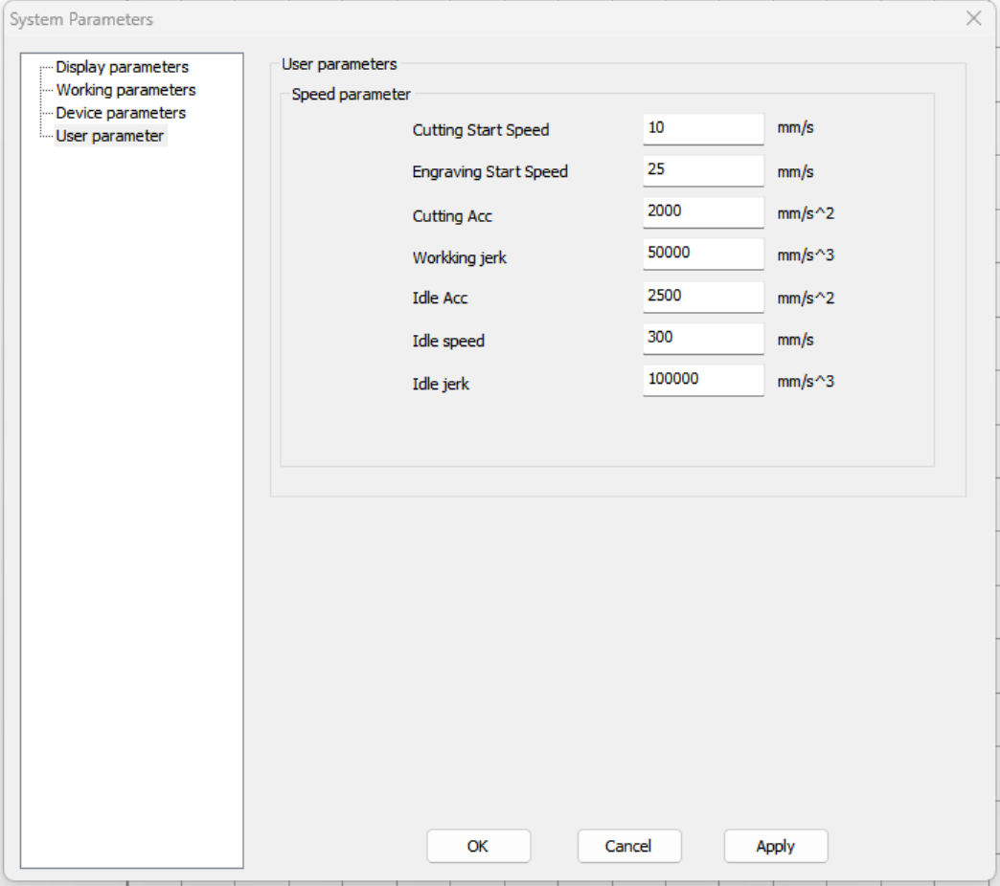 System Parameters
Display parameters
Working parameters
Device parameters
User parameter
User parameters
Speed parameter
Cutting Start Speed 10 mm/s
Engraving Start Speed 25 mm/s
Cutting Acc 2000 mm/s^2
Workking jerk 50000 mm/s^3
Idle Acc 2500 mm/s^2
Idle speed 300 mm/s
Idle jerk 100000 mm/s^3
OK Cancel Apply